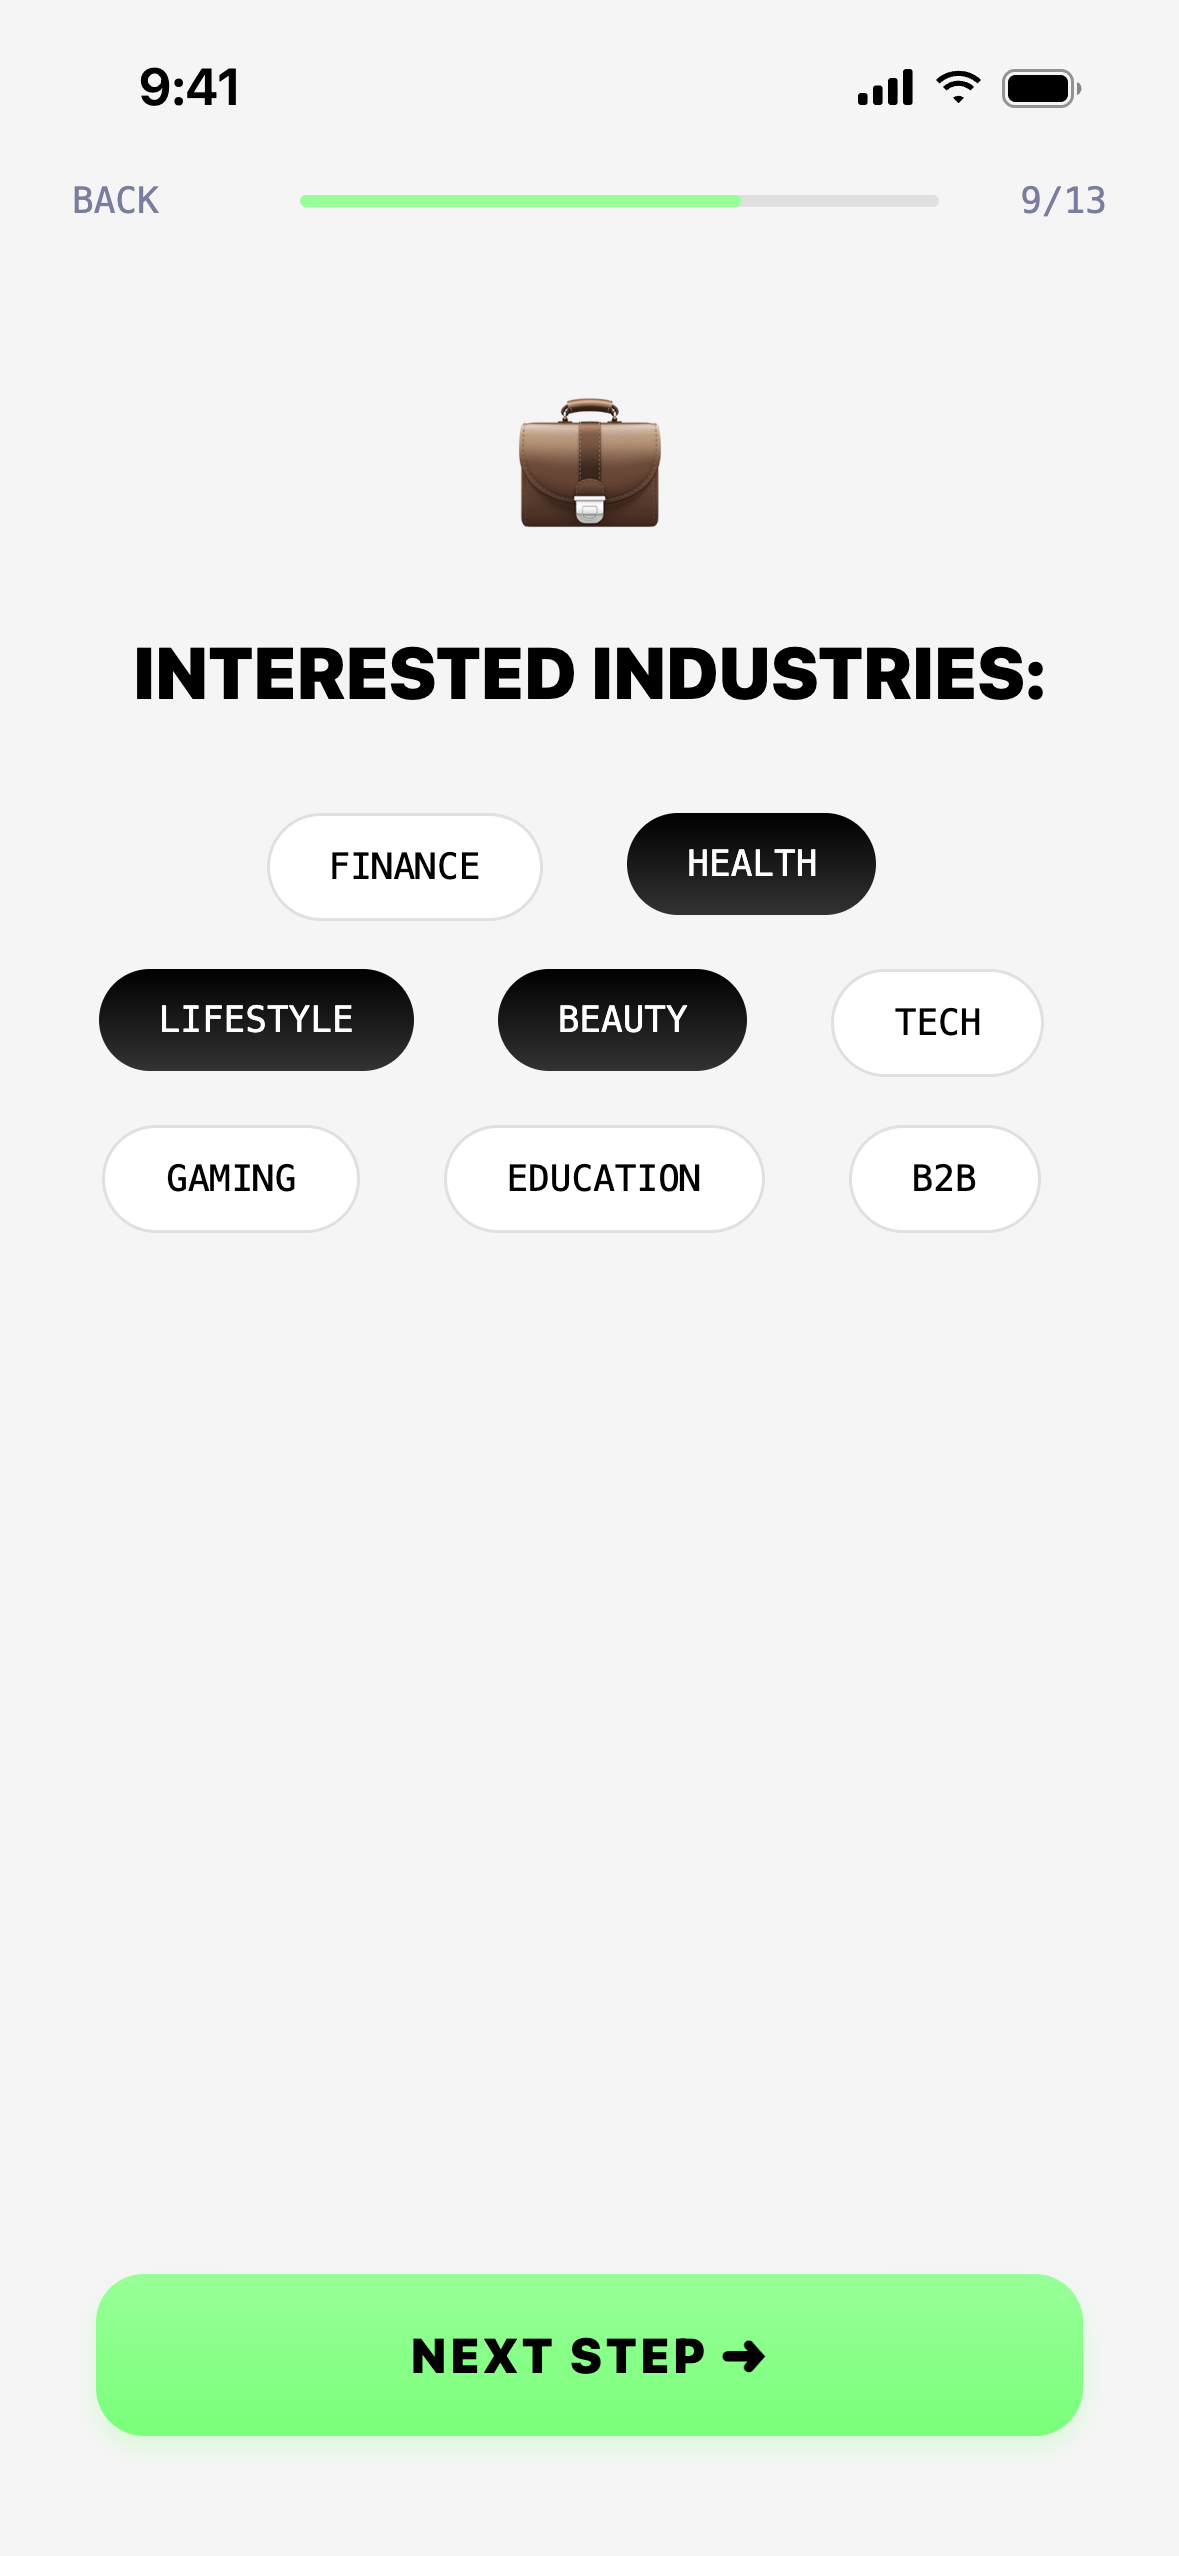 9:41
BACK 9/13
INTERESTED INDUSTRIES:
FINANCE HEALTH
LIFESTYLE BEAUTY TECH
GAMING EDUCATION B2B
NEXT STEP ➜